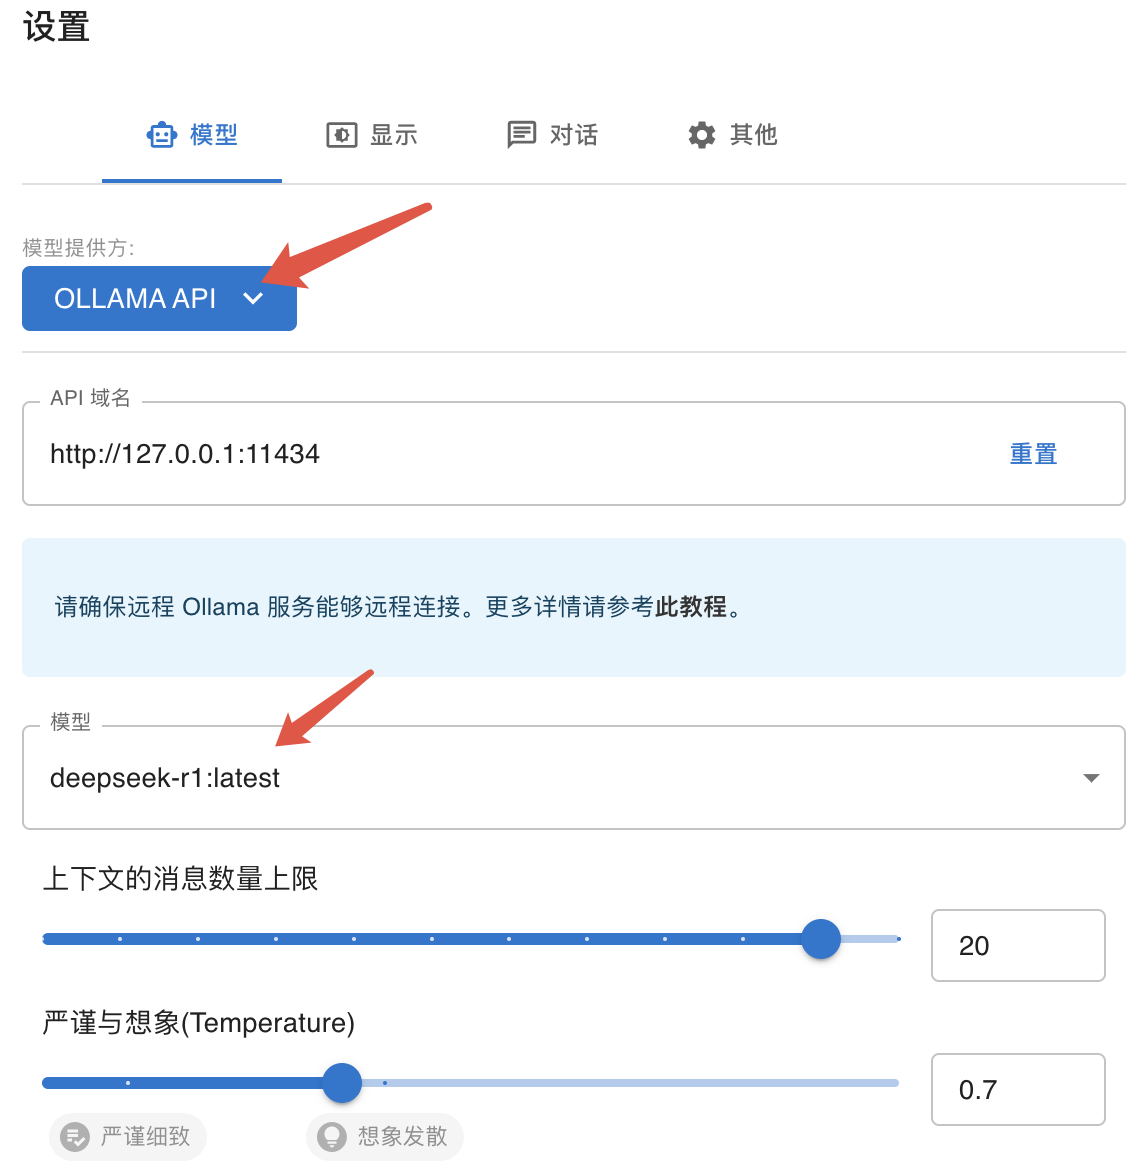 设置
模型 显示 对话 其他
模型提供方:
OLLAMA API
API 域名
http://127.0.0.1:11434 重置
请确保远程 Ollama 服务能够远程连接。更多详情请参考此教程。
模型
deepseek-r1:latest
上下文的消息数量上限
20
严谨与想象(Temperature)
0.7
严谨细致 想象发散